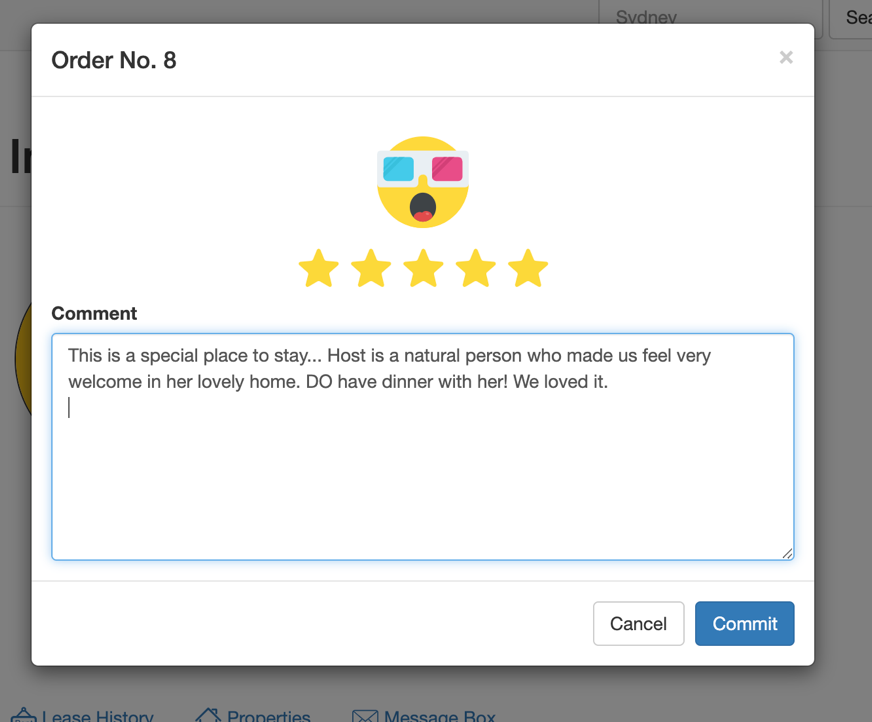 Sydney
Sea
Order No. 8
×
In
Comment
This is a special place to stay... Host is a natural person who made us feel very
welcome in her lovely home. DO have dinner with her! We loved it.
Cancel
Commit
Lease History
Properties
Message Box